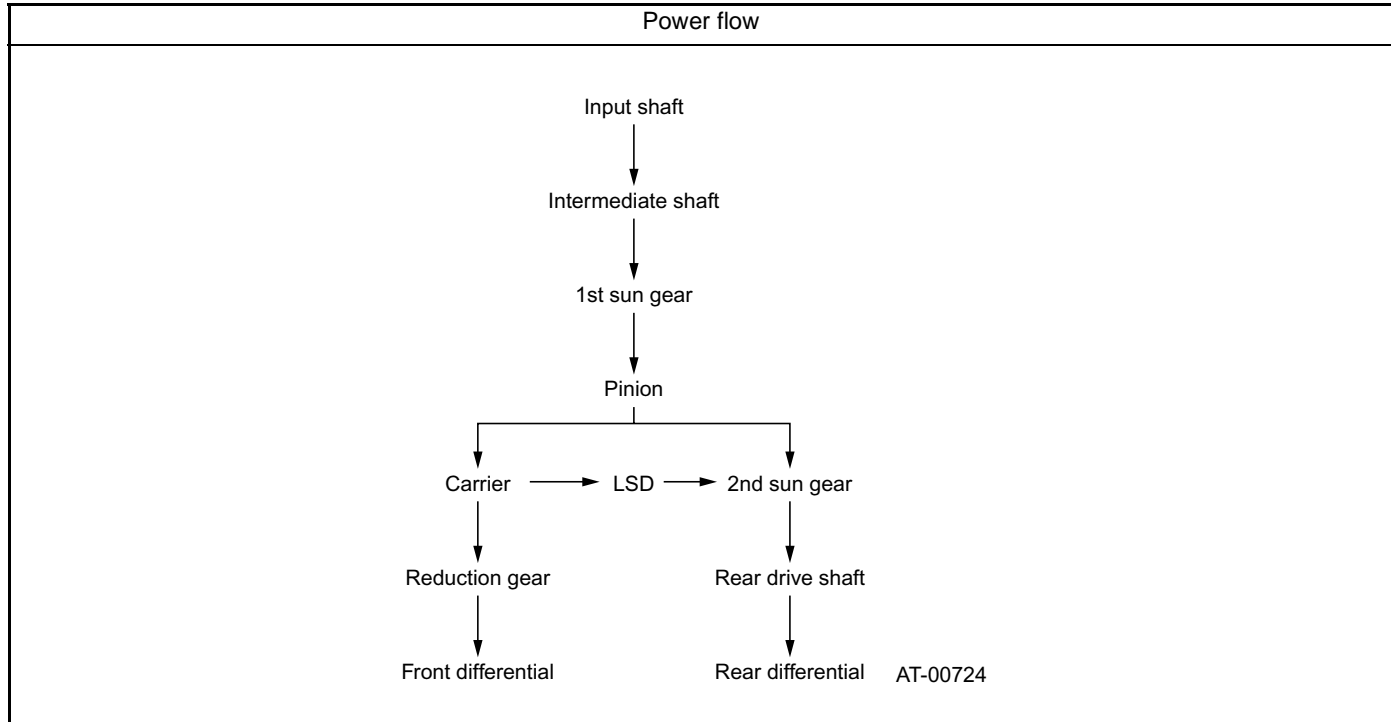 Power flow
Input shaft
Intermediate shaft
1st sun gear
Pinion
Carrier LSD 2nd sun gear
Reduction gear Rear drive shaft
Front differential Rear differential AT-00724